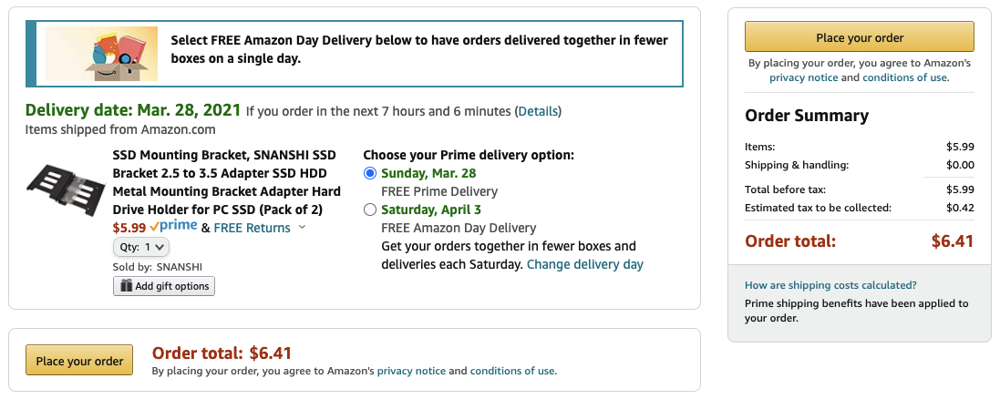 Select FREE Amazon Day Delivery below to have orders delivered together in fewer
boxes on a single day.
Delivery date: Mar. 28, 2021 If you order in the next 7 hours and 6 minutes (Details)
Items shipped from Amazon.com
SSD Mounting Bracket, SNANSHI SSD
Bracket 2.5 to 3.5 Adapter SSD HDD
Metal Mounting Bracket Adapter Hard
Drive Holder for PC SSD (Pack of 2)
$5.99 prime & FREE Returns
Qty: 1
Sold by: SNANSHI
Add gift options
Choose your Prime delivery option:
Sunday, Mar. 28
FREE Prime Delivery
Saturday, April 3
FREE Amazon Day Delivery
Get your orders together in fewer boxes and
deliveries each Saturday. Change delivery day
Place your order
Order total: $6.41
By placing your order, you agree to Amazon's privacy notice and conditions of use.
Place your order
By placing your order, you agree to Amazon's
privacy notice and conditions of use.
Order Summary
Items: $5.99
Shipping & handling: $0.00
Total before tax: $5.99
Estimated tax to be collected: $0.42
Order total: $6.41
How are shipping costs calculated?
Prime shipping benefits have been applied to
your order.